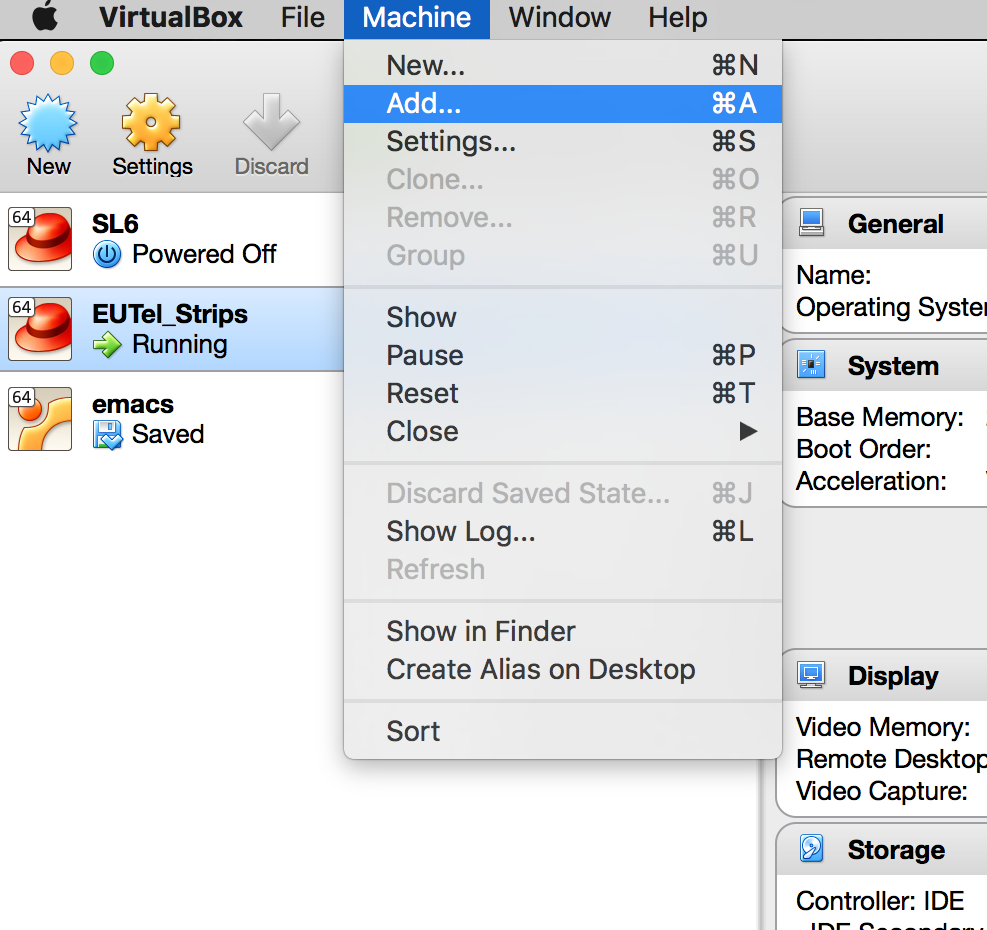 VirtualBox File Machine Window Help
New Settings Discard
New... ⌘N
Add... ⌘A
Settings... ⌘S
Clone... ⌘O
Remove... ⌘R
Group ⌘U
Show
Pause ⌘P
Reset ⌘T
Close ▶
Discard Saved State... ⌘J
Show Log... ⌘L
Refresh
Show in Finder
Create Alias on Desktop
Sort
64 SL6
Powered Off
64 EUTel_Strips
Running
64 emacs
Saved
General
Name:
Operating
System
Base Memory:
Boot Order:
Acceleration:
Display
Video Memory:
Remote Desktop
Video Capture:
Storage
Controller: IDE
IDE Secondary